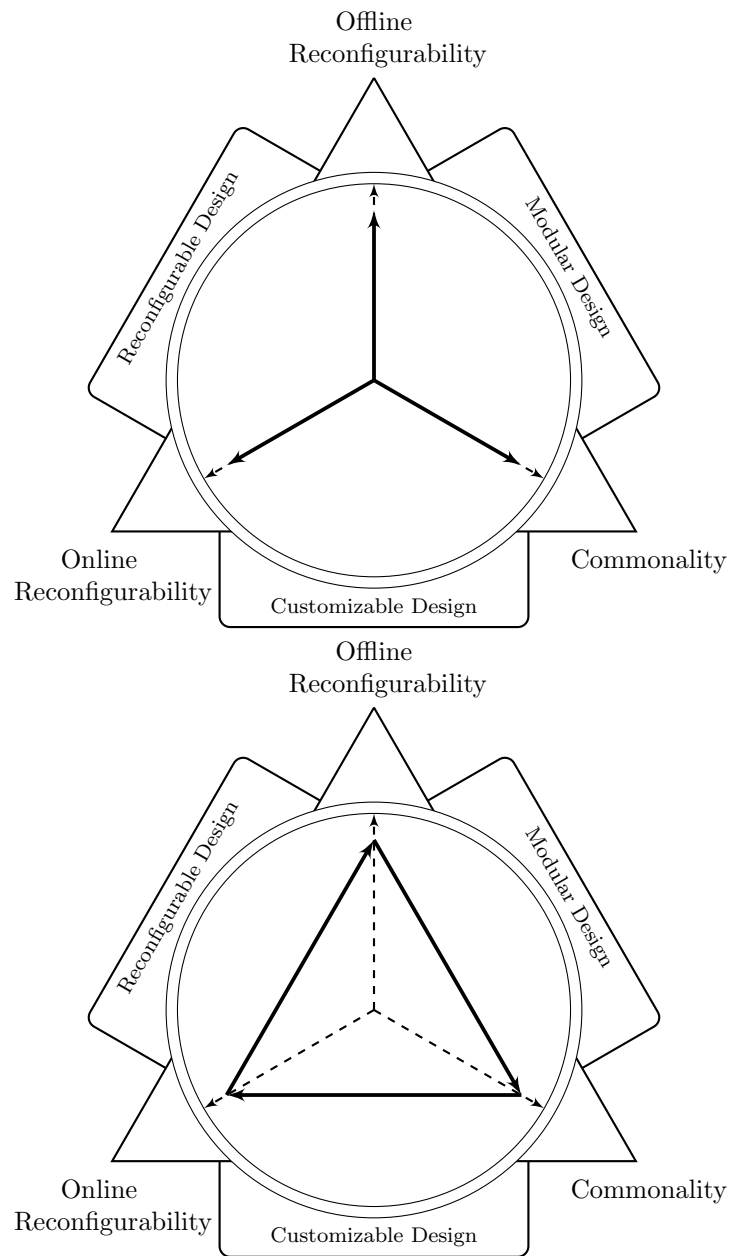 Offline
Reconfigurability
Reconfigurable Design
Modular Design
Online
Reconfigurability
Commonality
Customizable Design
Offline
Reconfigurability
Reconfigurable Design
Modular Design
Online
Reconfigurability
Commonality
Customizable Design